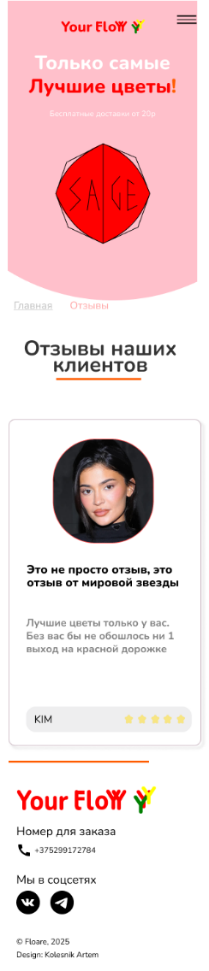 Your FloW
Только самые
Лучшие цветы!
Бесплатные доставки от 20р
SAGE
Главная Отзывы
Отзывы наших
клиентов
Это не просто отзыв, это
отзыв от мировой звезды
Лучшие цветы только у вас.
Без вас бы не обошлось ни 1
выход на красной дорожке
KIM
Your FloW
Номер для заказа
+375299172784
Мы в соцсетях
© Floare, 2025
Design: Kolesnik Artem